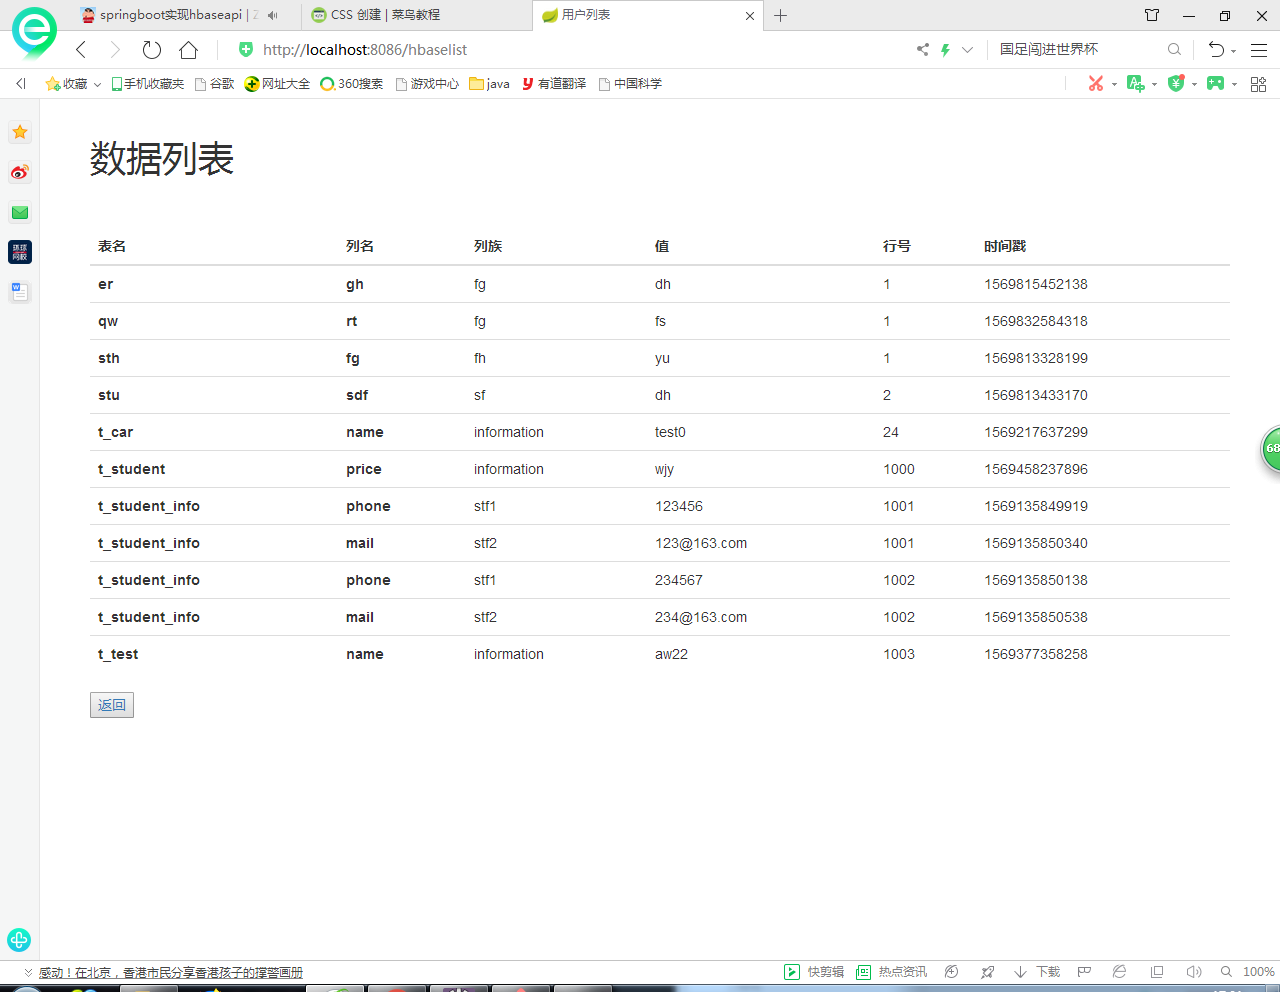 springboot实现hbaseapi | Z
CSS 创建 | 菜鸟教程
用户列表
http://localhost:8086/hbaselist
国足闯进世界杯
收藏 手机收藏夹 谷歌 网址大全 360搜索 游戏中心 java 有道翻译 中国科学
环球
网校
数据列表
表名 列名 列族 值 行号 时间戳
er gh fg dh 1 1569815452138
qw rt fg fs 1 1569832584318
sth fg fh yu 1 1569813328199
stu sdf sf dh 2 1569813433170
t_car name information test0 24 1569217637299
t_student price information wjy 1000 1569458237896
t_student_info phone stf1 123456 1001 1569135849919
t_student_info mail stf2 123@163.com 1001 1569135850340
t_student_info phone stf1 234567 1002 1569135850138
t_student_info mail stf2 234@163.com 1002 1569135850538
t_test name information aw22 1003 1569377358258
返回
68
感动！在北京，香港市民分享香港孩子的撑警画册
快剪辑 热点资讯 下载 100%